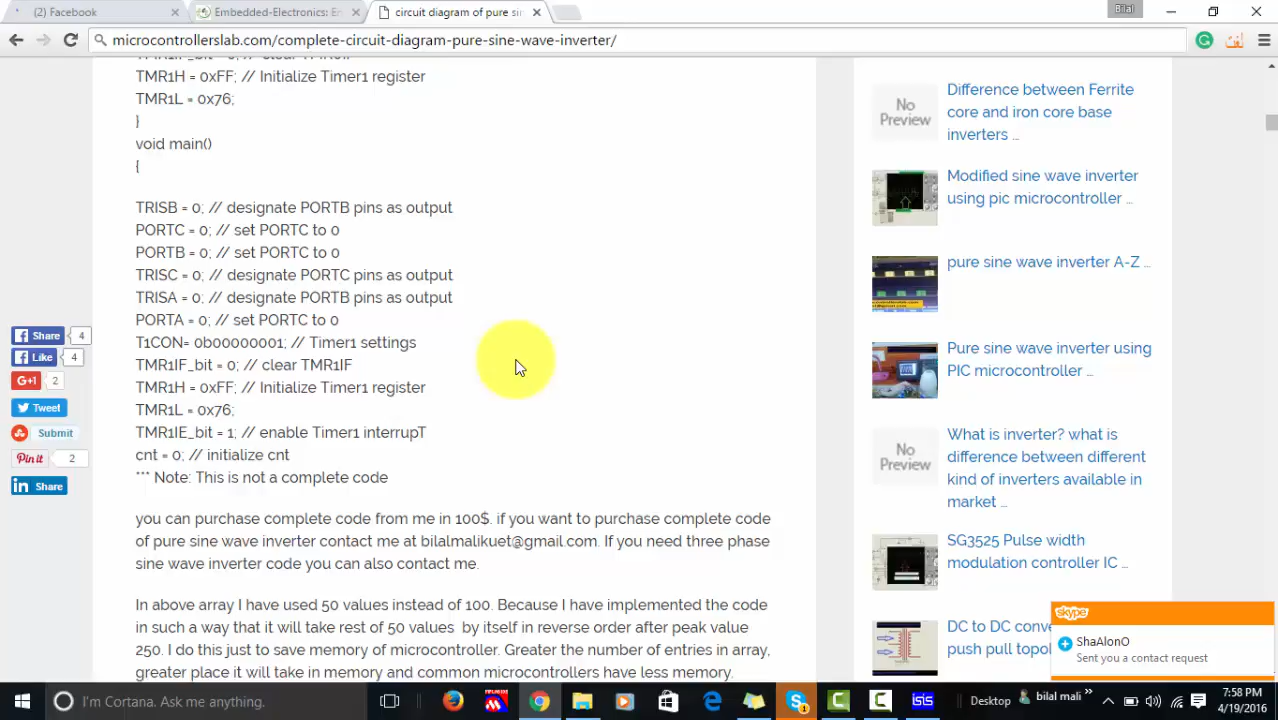 (2) Facebook
Embedded-Electronics: En
circuit diagram of pure si
Bilal
microcontrollerslab.com/complete-circuit-diagram-pure-sine-wave-inverter/
TMR1H = 0xFF; // Initialize Timer1 register
TMR1L = 0x76;
}
void main()
{
TRISB = 0; // designate PORTB pins as output
PORTC = 0; // set PORTC to 0
PORTB = 0; // set PORTC to 0
TRISC = 0; // designate PORTC pins as output
TRISA = 0; // designate PORTB pins as output
PORTA = 0; // set PORTC to 0
T1CON= 0b00000001; // Timer1 settings
TMR1IF_bit = 0; // clear TMR1IF
TMR1H = 0xFF; // Initialize Timer1 register
TMR1L = 0x76;
TMR1IE_bit = 1; // enable Timer1 interrupT
cnt = 0; // initialize cnt
*** Note: This is not a complete code
you can purchase complete code from me in 100$. if you want to purchase complete code
of pure sine wave inverter contact me at bilalmalikuet@gmail.com. If you need three phase
sine wave inverter code you can also contact me.
In above array I have used 50 values instead of 100. Because I have implemented the code
in such a way that it will take rest of 50 values by itself in reverse order after peak value
250. I do this just to save memory of microcontroller. Greater the number of entries in array,
greater place it will take in memory and common microcontrollers have less memory.
Share 4
Like 4
G+1 2
Tweet
Submit
Pin it 2
in Share
No
Preview
Difference between Ferrite
core and iron core base
inverters ...
Modified sine wave inverter
using pic microcontroller ...
pure sine wave inverter A-Z ...
Pure sine wave inverter using
PIC microcontroller ...
No
Preview
What is inverter? what is
difference between different
kind of inverters available in
market ...
SG3525 Pulse width
modulation controller IC ...
DC to DC conve
push pull topol
skype
ShaAlonO
Sent you a contact request
I'm Cortana. Ask me anything.
isis
Desktop
bilal mali
7:58 PM
4/19/2016